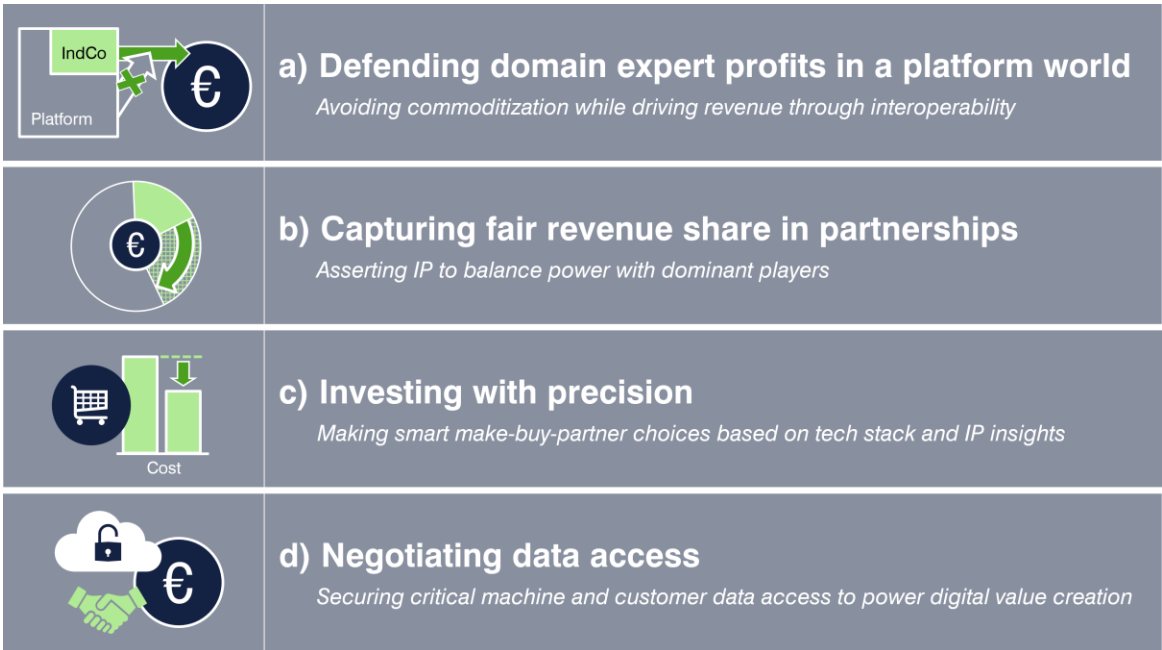 IndCo
Platform
€
a) Defending domain expert profits in a platform world
Avoiding commoditization while driving revenue through interoperability
€
b) Capturing fair revenue share in partnerships
Asserting IP to balance power with dominant players
Cost
c) Investing with precision
Making smart make-buy-partner choices based on tech stack and IP insights
€
d) Negotiating data access
Securing critical machine and customer data access to power digital value creation